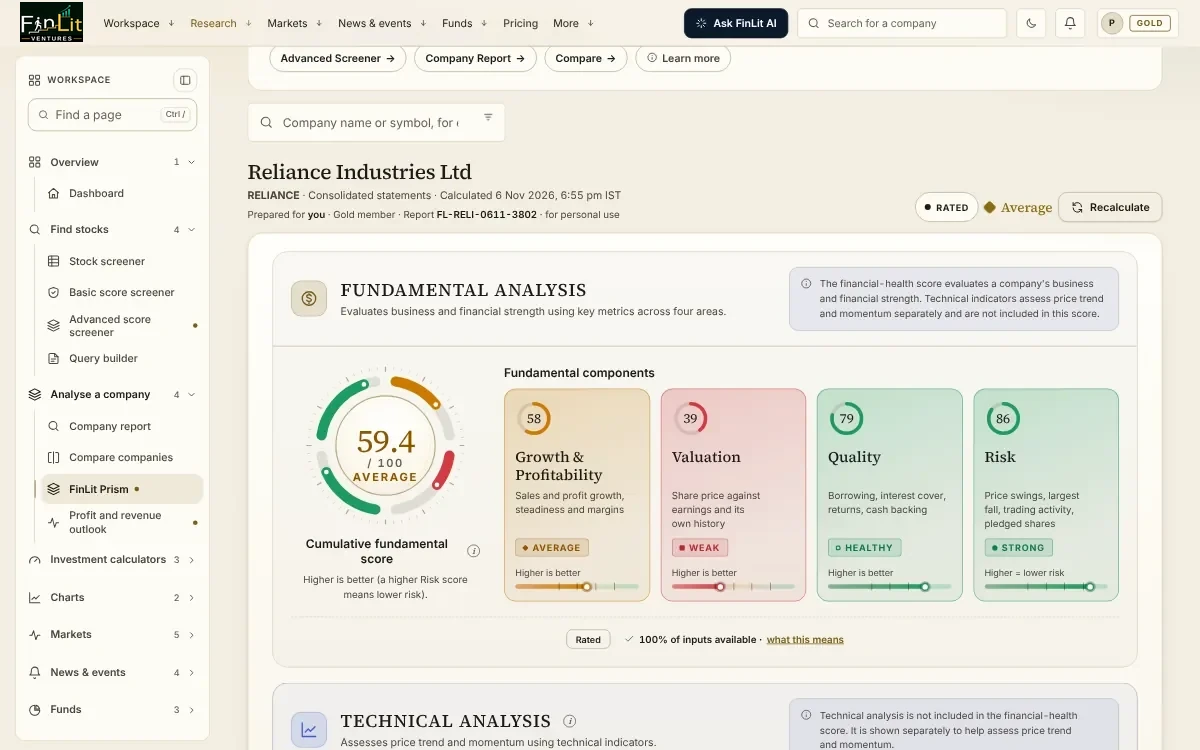 FinLit
VENTURES
Workspace
Research
Markets
News & events
Funds
Pricing
More
Ask FinLit AI
Search for a company
P
GOLD
WORKSPACE
Find a page
Ctrl /
Overview 1
Dashboard
Find stocks 4
Stock screener
Basic score screener
Advanced score
screener
Query builder
Analyse a company 4
Company report
Compare companies
FinLit Prism
Profit and revenue
outlook
Investment calculators 3
Charts 2
Markets 5
News & events 4
Funds 3
Advanced Screener →
Company Report →
Compare →
Learn more
Company name or symbol, for
Reliance Industries Ltd
RELIANCE · Consolidated statements · Calculated 6 Nov 2026, 6:55 pm IST
Prepared for you · Gold member · Report FL-RELI-0611-3802 · for personal use
RATED
Average
Recalculate
FUNDAMENTAL ANALYSIS
Evaluates business and financial strength using key metrics across four areas.
The financial-health score evaluates a company's business
and financial strength. Technical indicators assess price trend
and momentum separately and are not included in this score.
59.4
/ 100
AVERAGE
Cumulative fundamental
score
Higher is better (a higher Risk score
means lower risk).
Fundamental components
58
Growth &
Profitability
Sales and profit growth,
steadiness and margins
AVERAGE
Higher is better
39
Valuation
Share price against
earnings and its
own history
WEAK
Higher is better
79
Quality
Borrowing, interest cover,
returns, cash backing
HEALTHY
Higher is better
86
Risk
Price swings, largest
fall, trading activity,
pledged shares
STRONG
Higher = lower risk
Rated
100% of inputs available · what this means
TECHNICAL ANALYSIS
Assesses price trend and momentum using technical indicators.
Technical analysis is not included in the financial-health
score. It is shown separately to help assess price trend
and momentum.